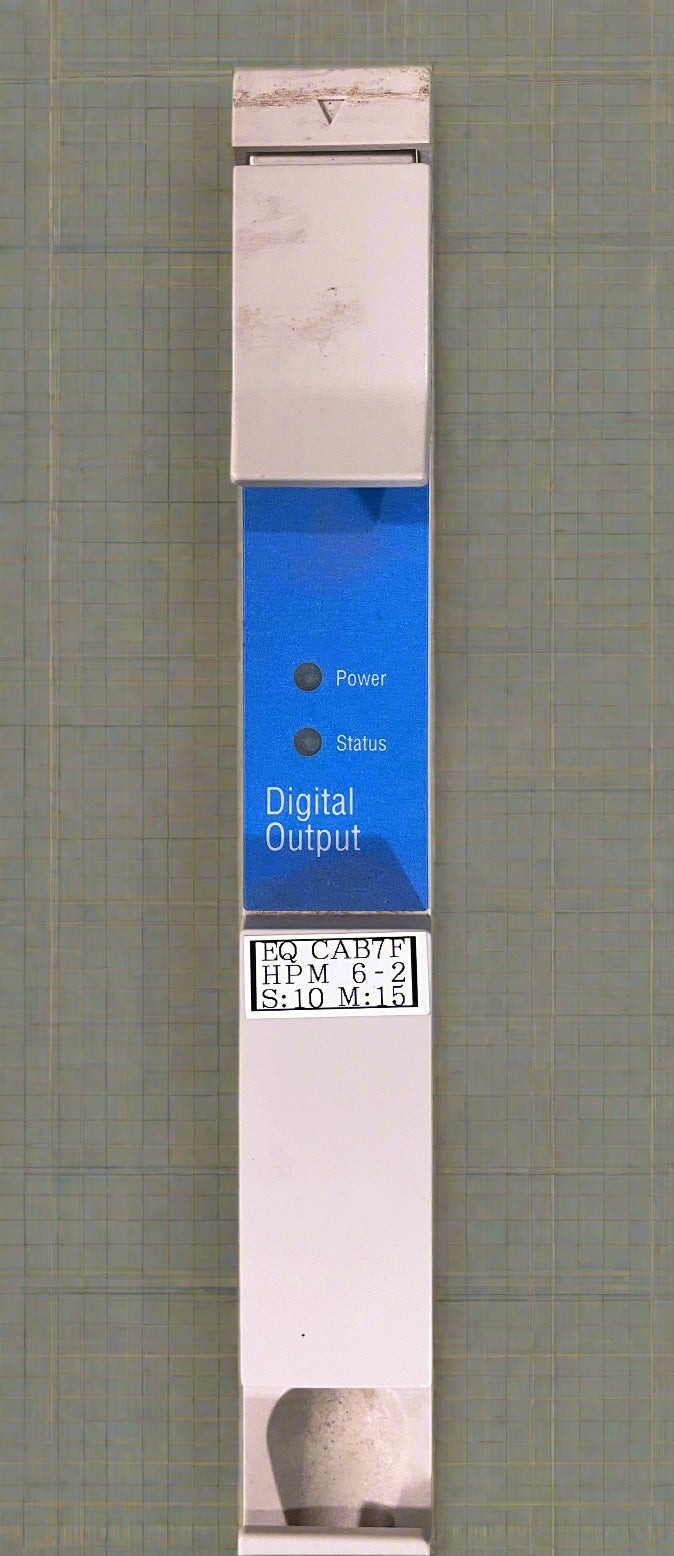 Power
Status
Digital
Output
EQ CAB7F
HPM 6-2
S:10 M:15